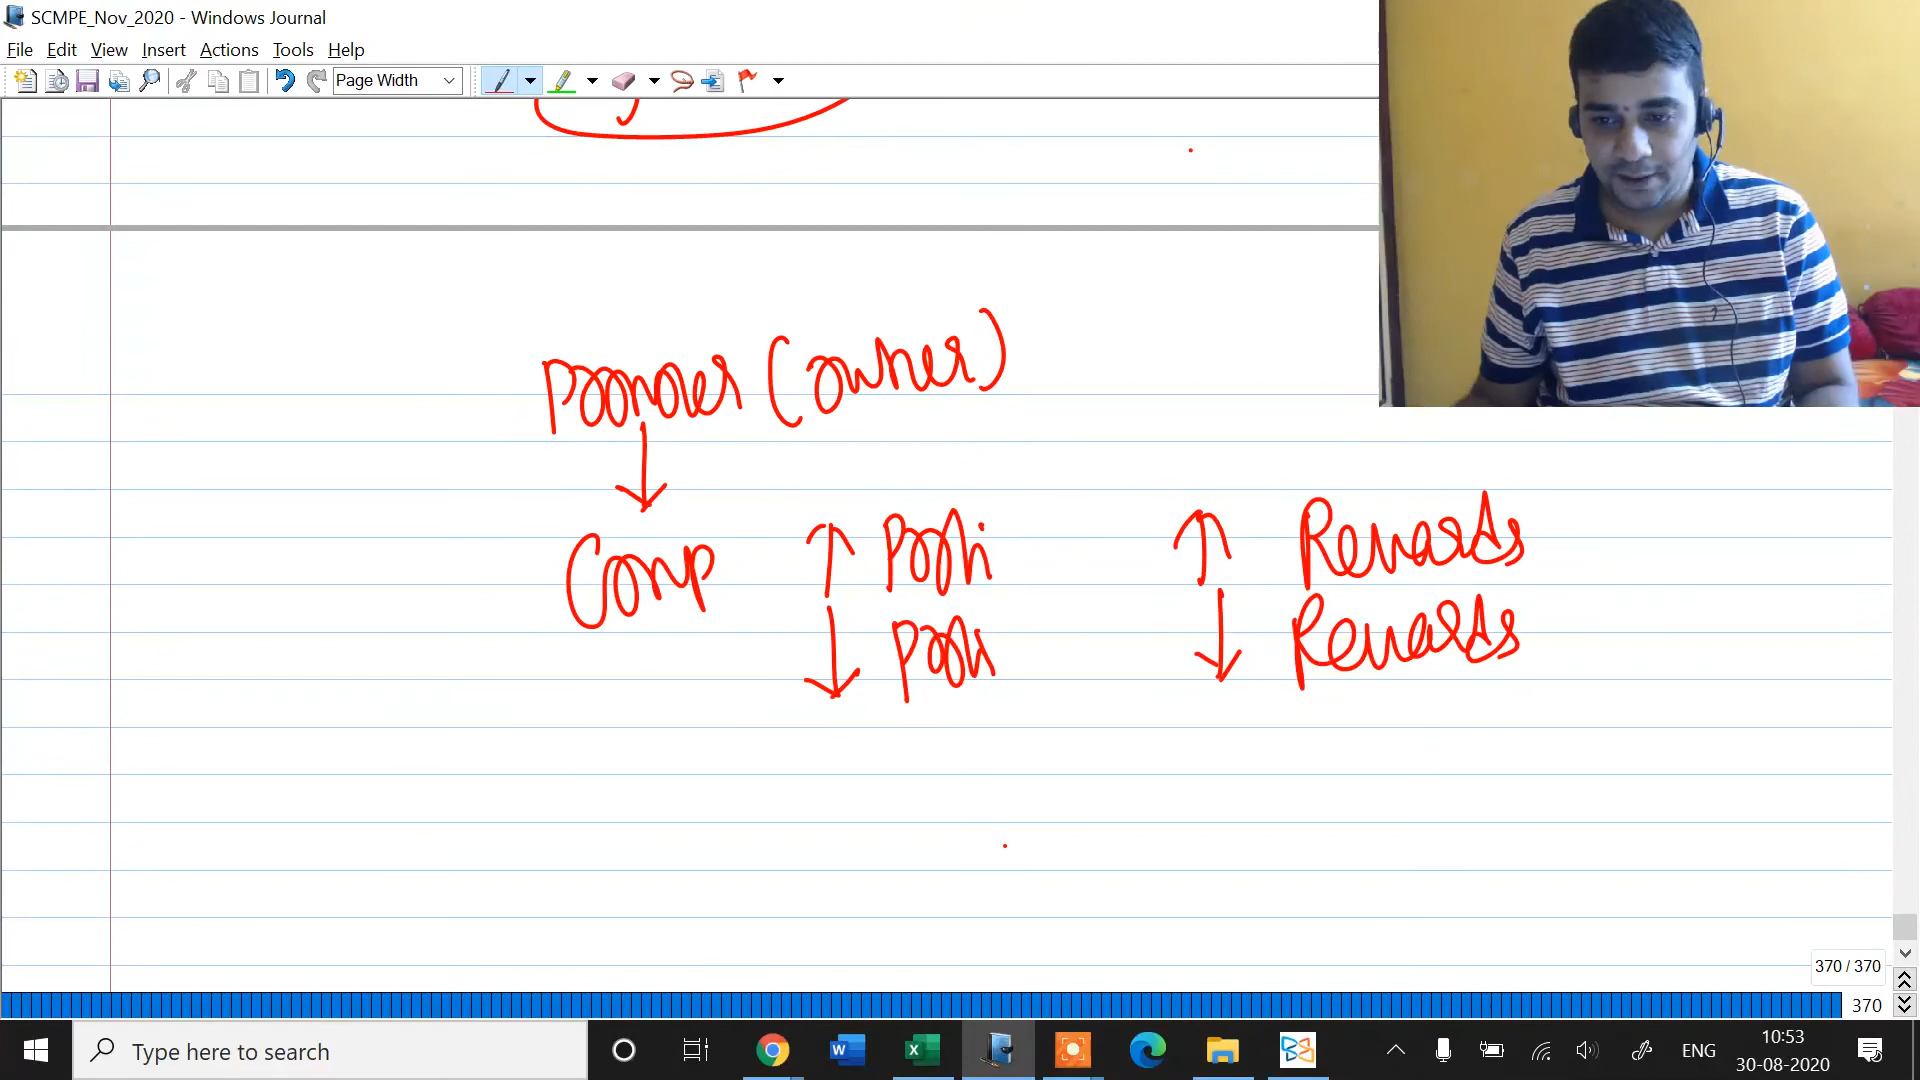 SCMPE_Nov_2020 - Windows Journal
File Edit View Insert Actions Tools Help
Page Width
Promoter (owner)
Comp ↑ Profit ↑ Rewards
↓ Profit ↓ Rewards
370 / 370
370
Type here to search
ENG
10:53
30-08-2020